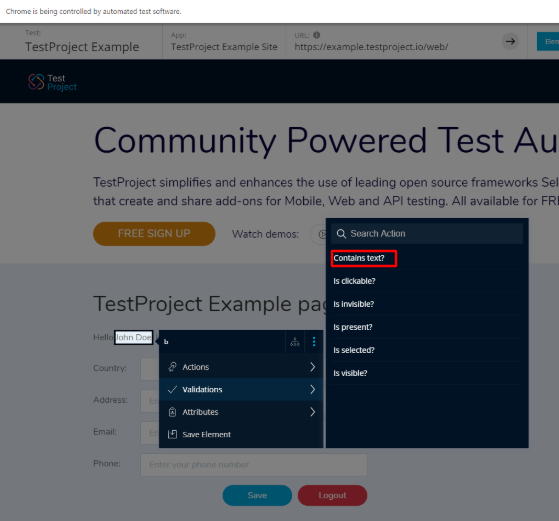 Chrome is being controlled by automated test software.
Test:
TestProject Example
App:
TestProject Example Site
URL:
https://example.testproject.io/web/
Test
Project
Community Powered Test Au
TestProject simplifies and enhances the use of leading open source frameworks Sel
that create and share add-ons for Mobile, Web and API testing. All available for FR
FREE SIGN UP
Watch demos:
Search Action
Contains text?
Is clickable?
Is invisible?
Is present?
Is selected?
Is visible?
TestProject Example pa
Hello John Doe
b
Actions
Validations
Attributes
Save Element
Country:
Address:
Email:
Phone:
Enter your phone number
Save
Logout